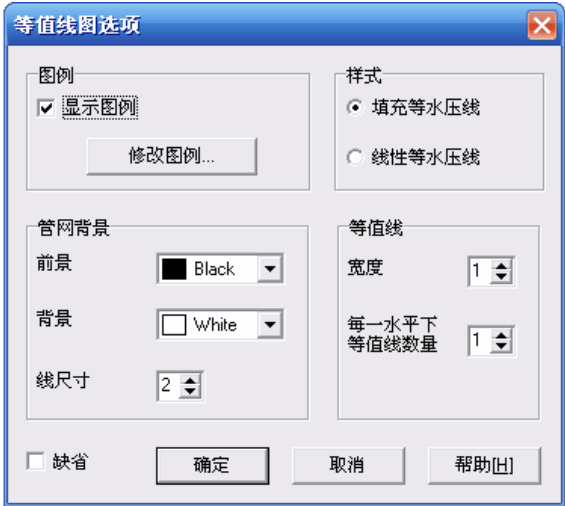 等值线图选项
图例
显示图例
修改图例...
样式
填充等水压线
线性等水压线
管网背景
前景
Black
背景
White
线尺寸
2
等值线
宽度
1
每一水平下
等值线数量
1
缺省
确定
取消
帮助[H]